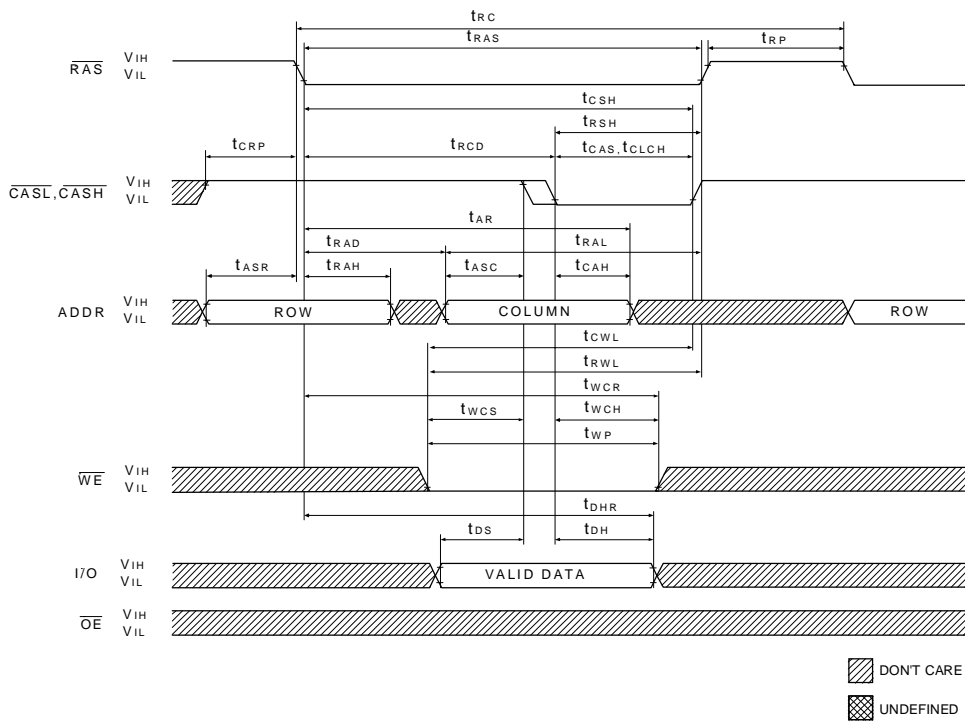 tRC
tRAS
tRP
RAS VIH
VIL
tCSH
tRSH
tCRP tRCD tCAS,tCLCH
CASL,CASH VIH
VIL
tAR
tRAD tRAL
tASR tRAH tASC tCAH
ADDR VIH
VIL
ROW COLUMN ROW
tCWL
tRWL
tWCR
tWCS tWCH
tWP
WE VIH
VIL
tDHR
tDS tDH
I/O VIH
VIL
VALID DATA
OE VIH
VIL
DON'T CARE
UNDEFINED